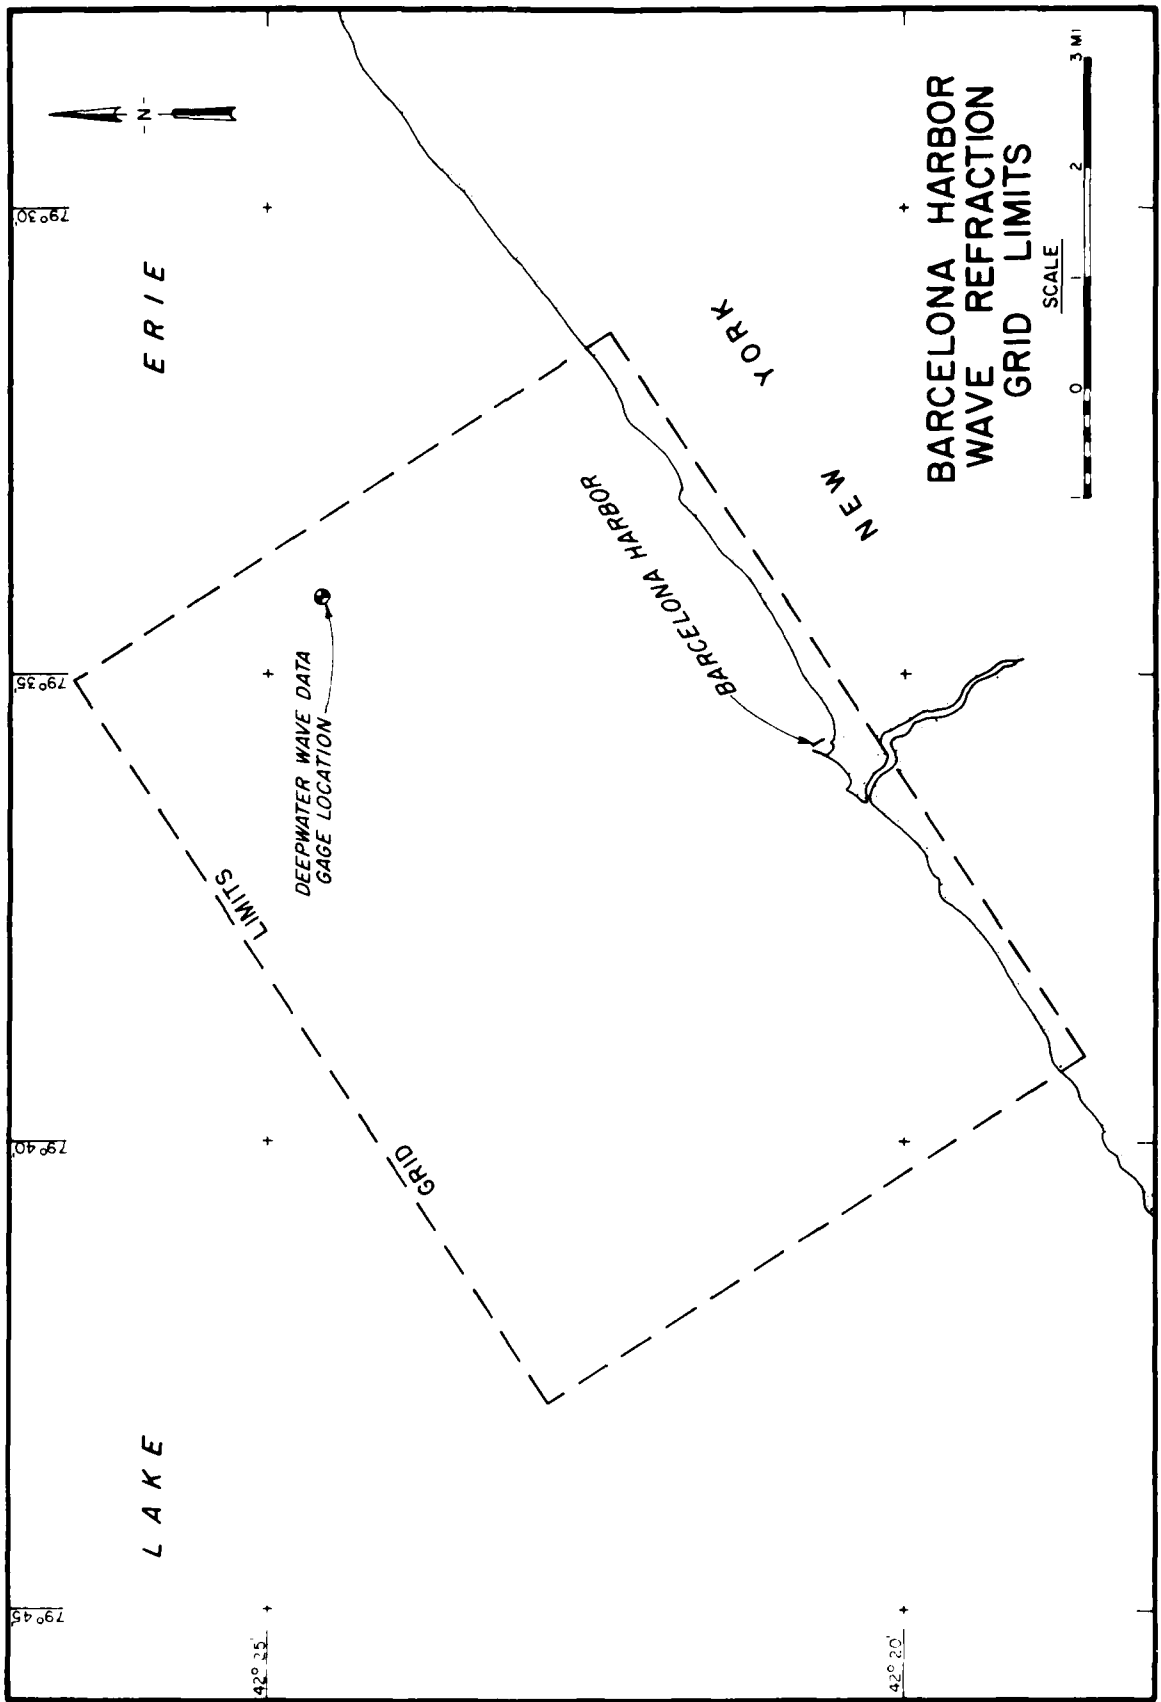 79°45'
79°40'
79°35'
79°30'
LAKE
ERIE
-N-
42°25'
42°20'
GRID
LIMITS
DEEPWATER WAVE DATA
GAGE LOCATION
BARCELONA HARBOR
NEW
YORK
BARCELONA HARBOR
WAVE REFRACTION
GRID LIMITS
SCALE
1 0 1 2 3 MI